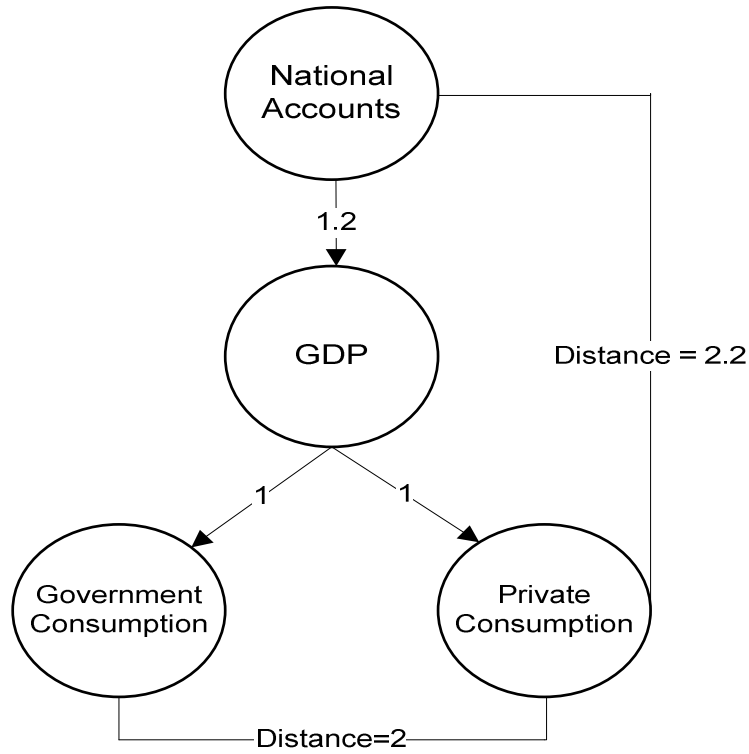 National
Accounts
1.2
GDP
Distance = 2.2
1
1
Government
Consumption
Private
Consumption
Distance=2